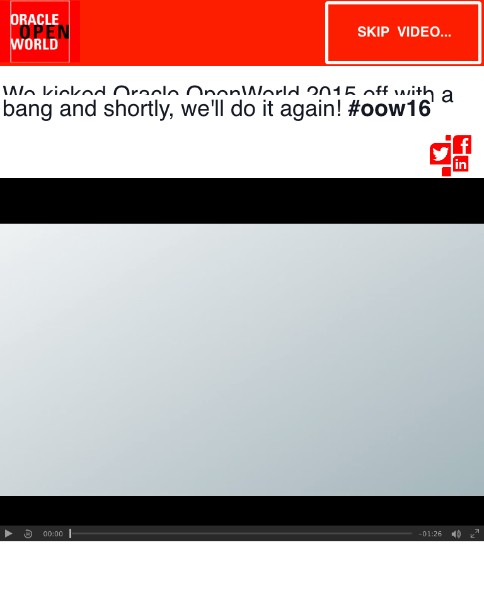 ORACLE
OPEN
WORLD
SKIP VIDEO...
We kicked Oracle OpenWorld 2015 off with a
bang and shortly, we'll do it again! #oow16
f
in
00:00
-01:26